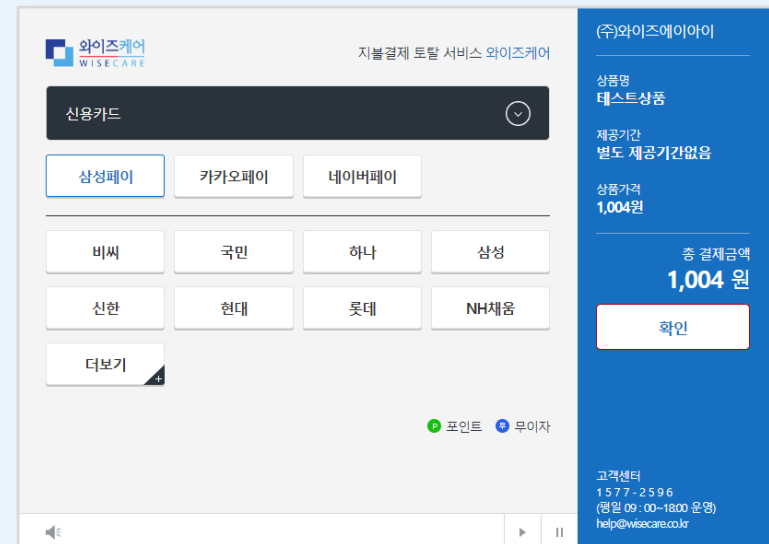 와이즈케어
WISECARE
지불결제 토탈 서비스 와이즈케어
신용카드
삼성페이 카카오페이 네이버페이
비씨 국민 하나 삼성
신한 현대 롯데 NH채움
더보기
P 포인트 무 무이자
(주)와이즈에이아이
상품명
테스트상품
제공기간
별도 제공기간없음
상품가격
1,004원
총 결제금액
1,004 원
확인
고객센터
1577-2596
(평일 09:00~18:00 운영)
help@wisecare.co.kr